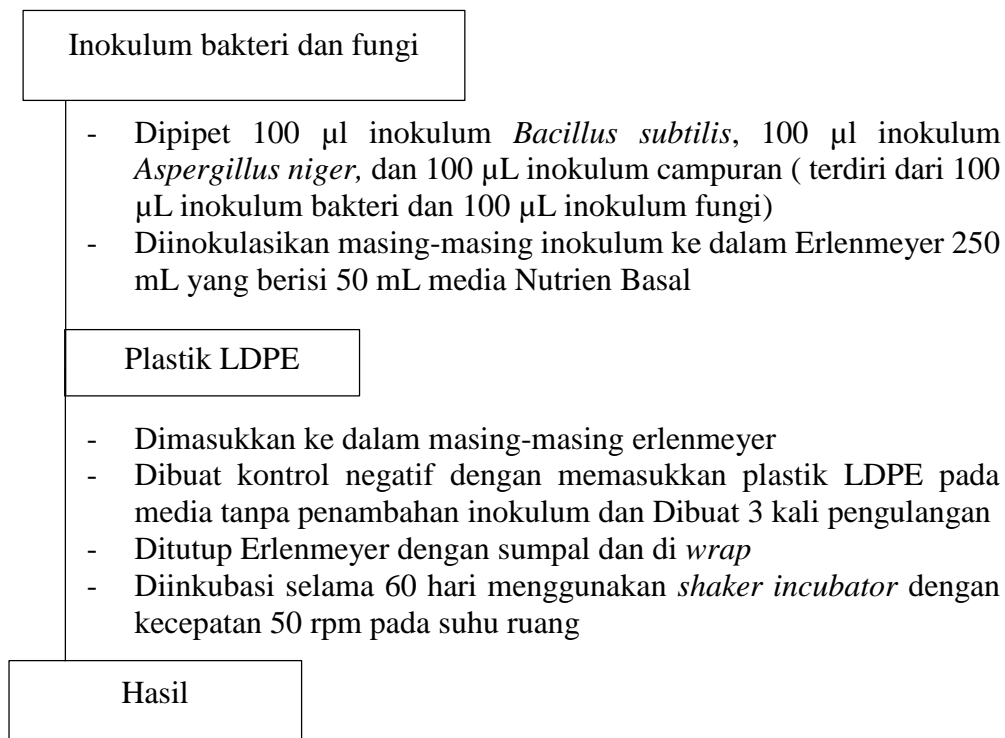 Inokulum bakteri dan fungi
- Dipipet 100 µl inokulum Bacillus subtilis, 100 µl inokulum
Aspergillus niger, dan 100 µL inokulum campuran ( terdiri dari 100
µL inokulum bakteri dan 100 µL inokulum fungi)
- Diinokulasikan masing-masing inokulum ke dalam Erlenmeyer 250
mL yang berisi 50 mL media Nutrien Basal
Plastik LDPE
- Dimasukkan ke dalam masing-masing erlenmeyer
- Dibuat kontrol negatif dengan memasukkan plastik LDPE pada
media tanpa penambahan inokulum dan Dibuat 3 kali pengulangan
- Ditutup Erlenmeyer dengan sumpal dan di wrap
- Diinkubasi selama 60 hari menggunakan shaker incubator dengan
kecepatan 50 rpm pada suhu ruang
Hasil